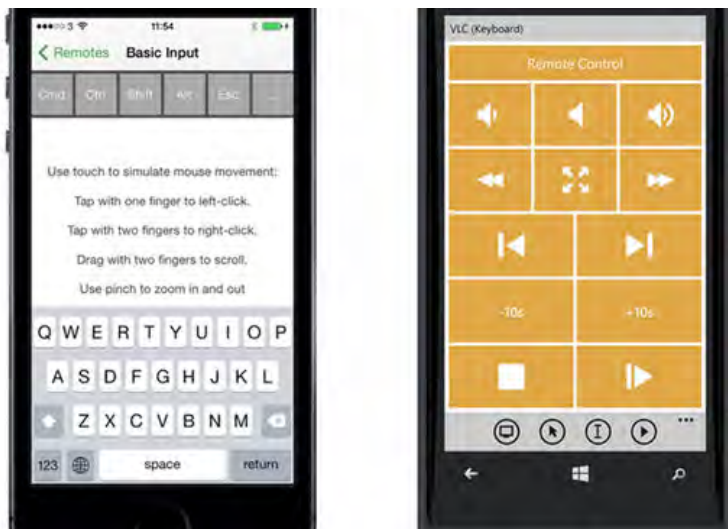 3 11:54
Remotes Basic Input
Cmd Ctrl Shift Alt Esc ...
Use touch to simulate mouse movement:
Tap with one finger to left-click.
Tap with two fingers to right-click.
Drag with two fingers to scroll.
Use pinch to zoom in and out
Q W E R T Y U I O P
A S D F G H J K L
Z X C V B N M
123 space return
VLC (Keyboard)
Remote Control
-10s +10s